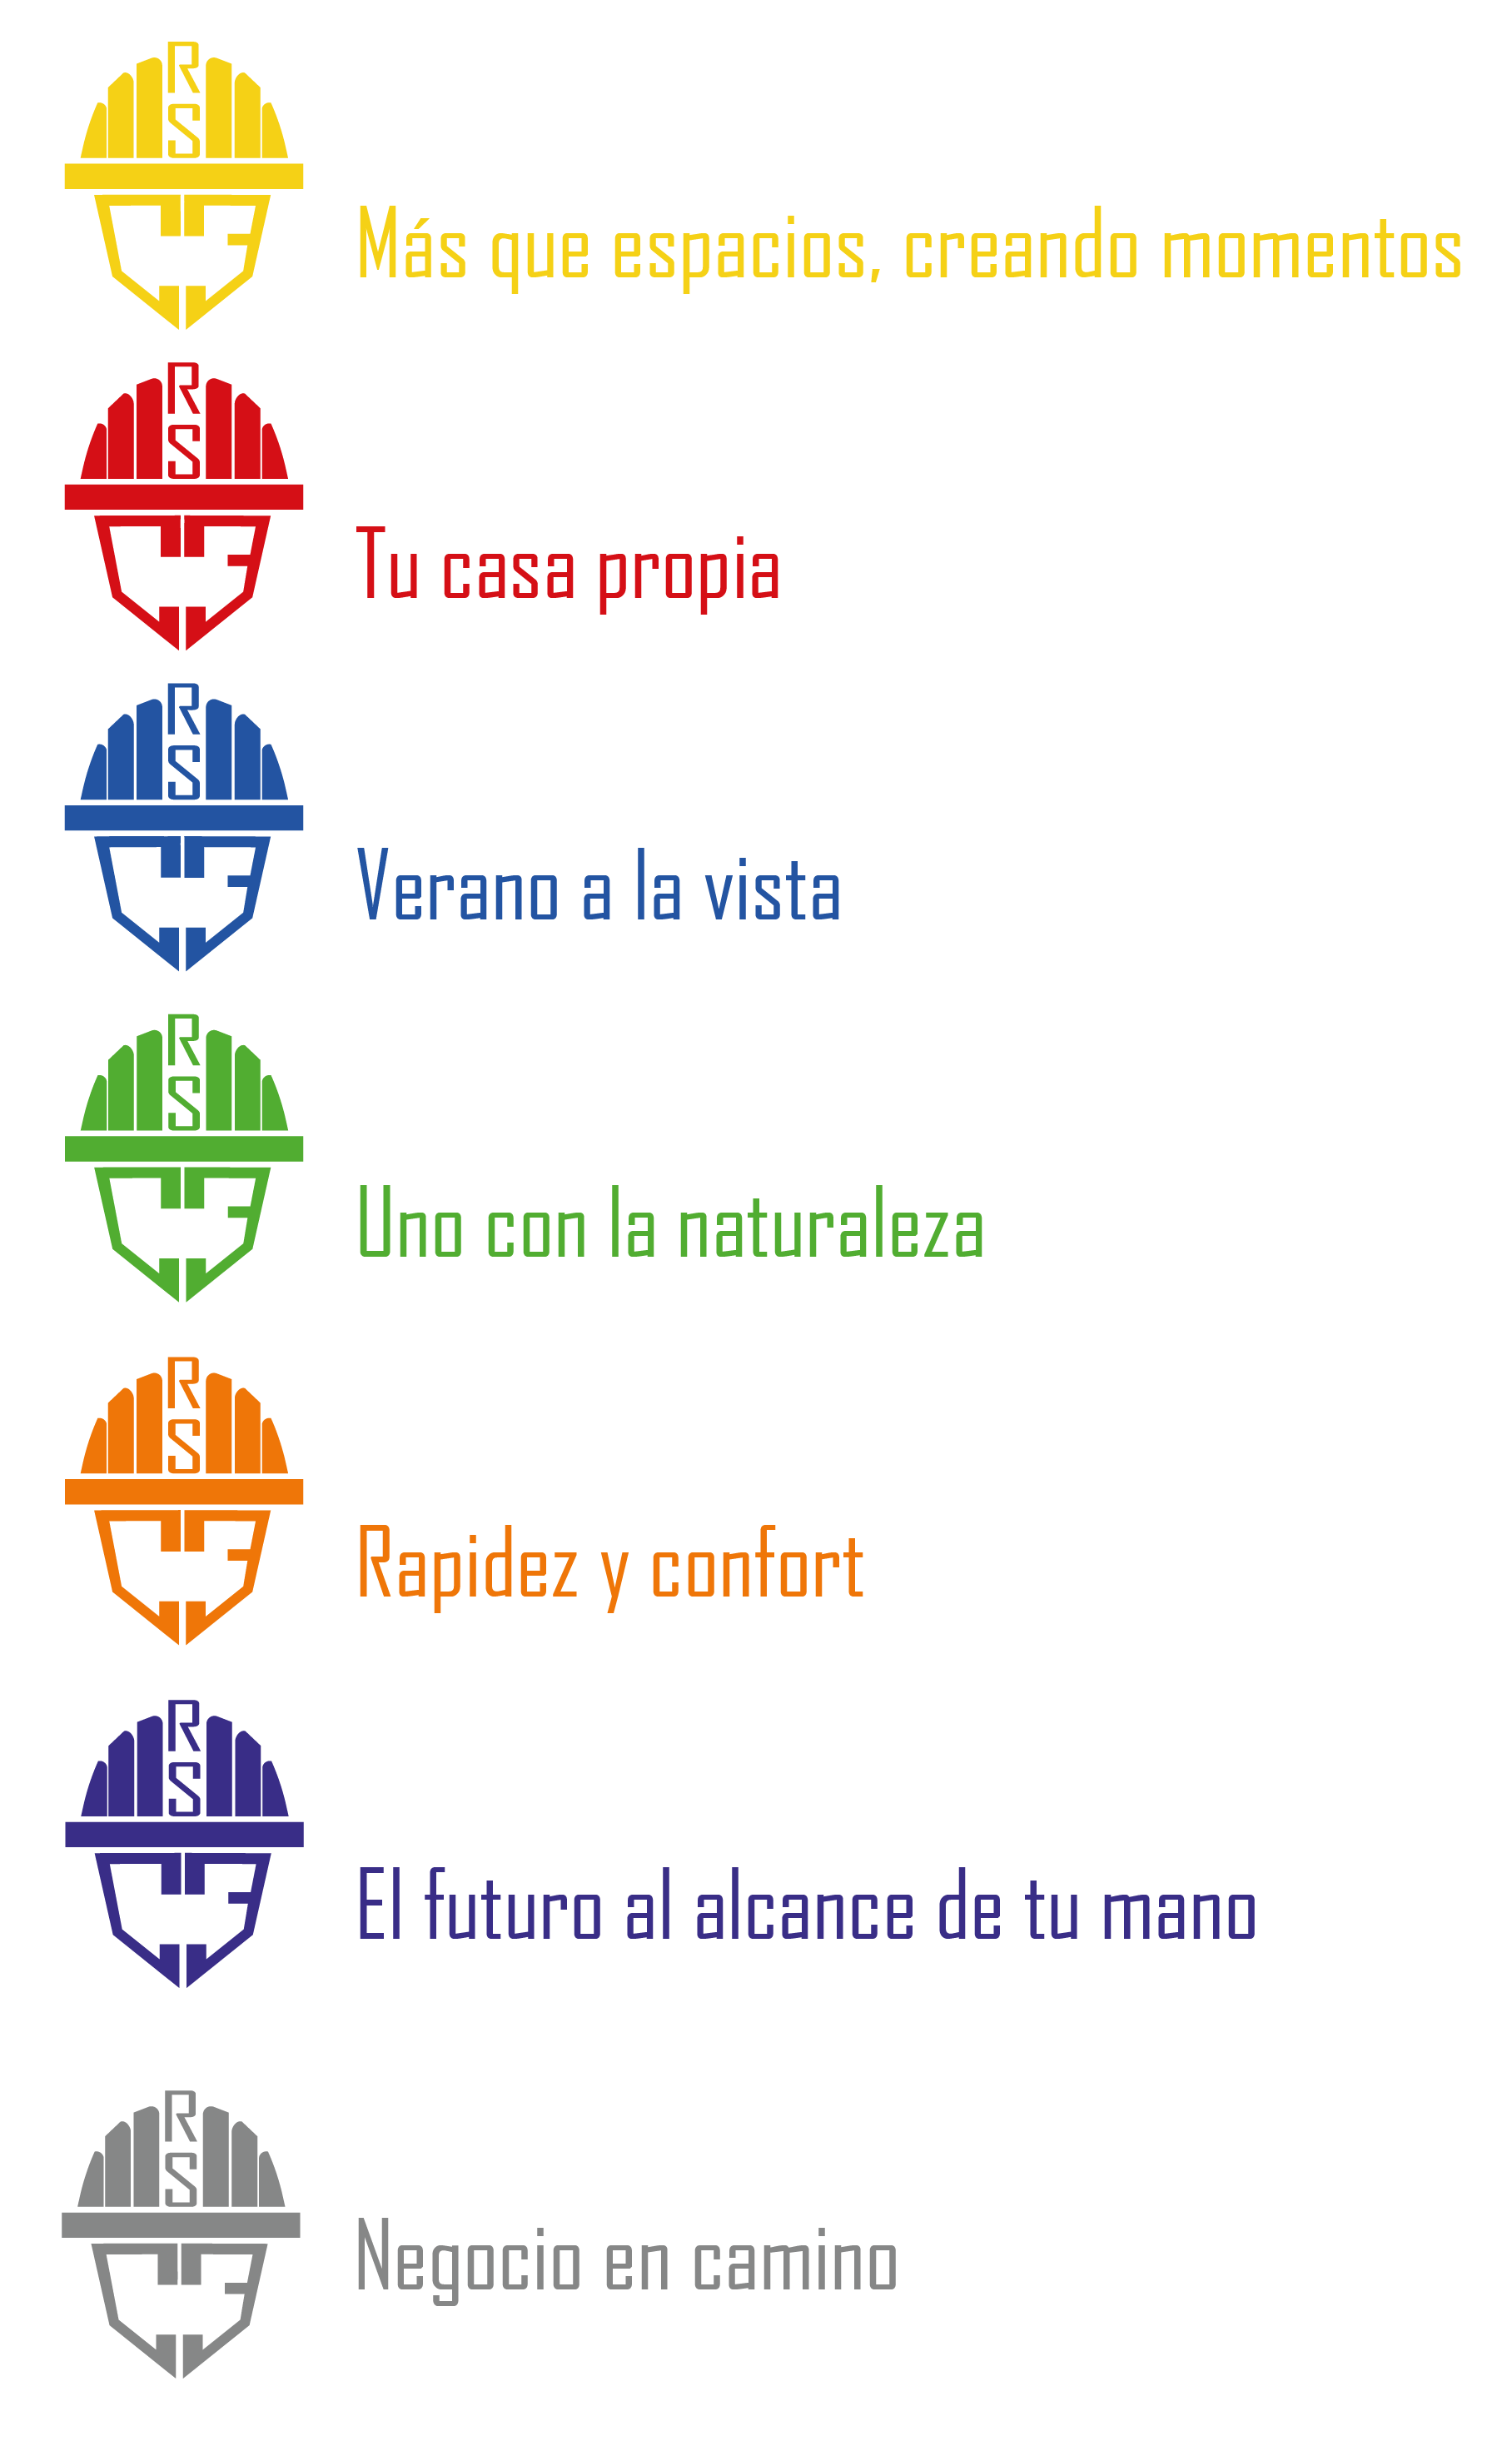 R
S
Más que espacios, creando momentos
R
S
Tu casa propia
R
S
Verano a la vista
R
S
Uno con la naturaleza
R
S
Rapidez y confort
R
S
El futuro al alcance de tu mano
R
S
Negocio en camino